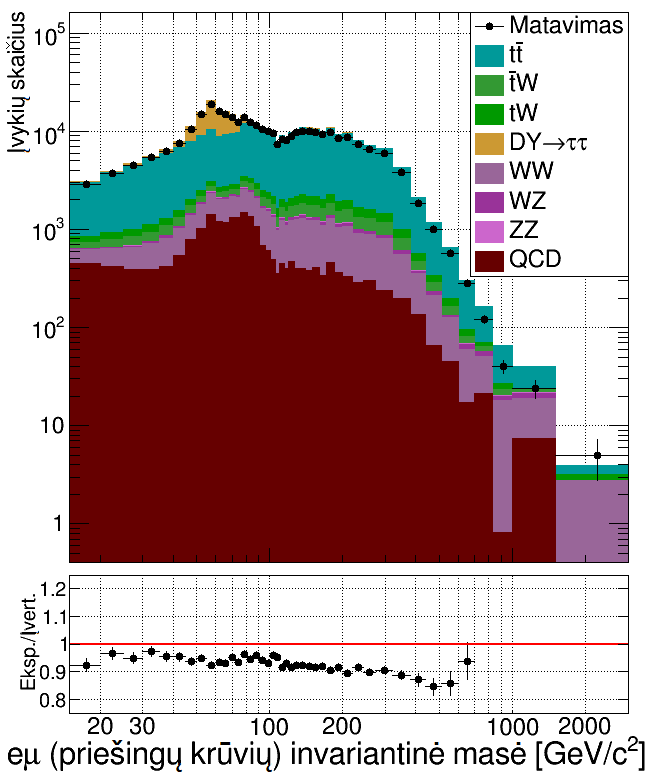 Įvykių skaičius
10⁵
10⁴
10³
10²
10
1
Matavimas
tt̄
t̄W
tW
DY→ττ
WW
WZ
ZZ
QCD
Eksp./Įvert.
1.2
1.1
1
0.9
0.8
20 30 100 200 1000 2000
eμ (priešingų krūvių) invariantinė masė [GeV/c²]